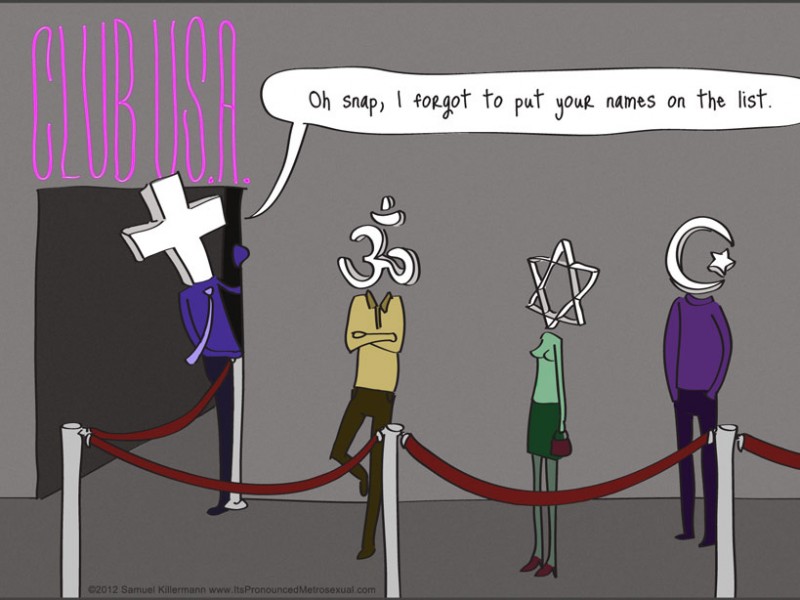 CLUB U.S.A.
Oh snap, I forgot to put your names on the list.
©2012 Samuel Killermann www.ItsPronouncedMetrosexual.com